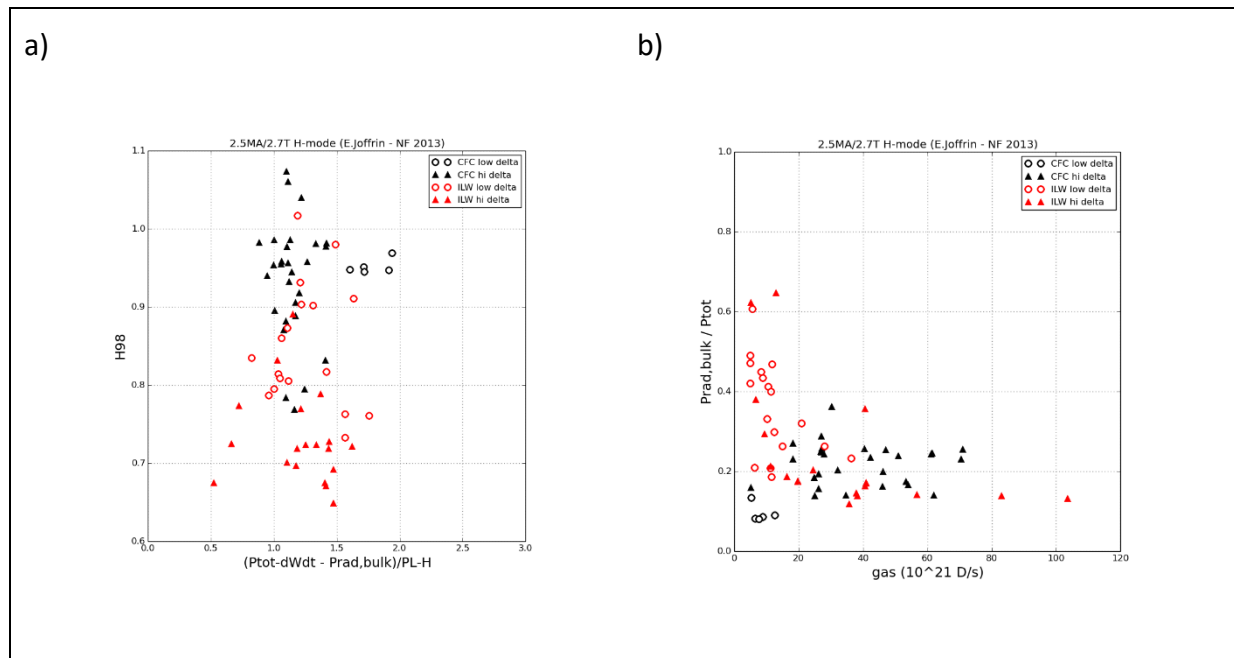 a)
b)
2.5MA/2.7T H-mode (E.Joffrin - NF 2013)
CFC low delta
CFC hi delta
ILW low delta
ILW hi delta
1.1
1.0
0.9
0.8
0.7
0.6
H98
0.0 0.5 1.0 1.5 2.0 2.5 3.0
(Ptot-dWdt - Prad,bulk)/PL-H
2.5MA/2.7T H-mode (E.Joffrin - NF 2013)
CFC low delta
CFC hi delta
ILW low delta
ILW hi delta
1.0
0.8
0.6
0.4
0.2
0.0
Prad,bulk / Ptot
0 20 40 60 80 100 120
gas (10^21 D/s)